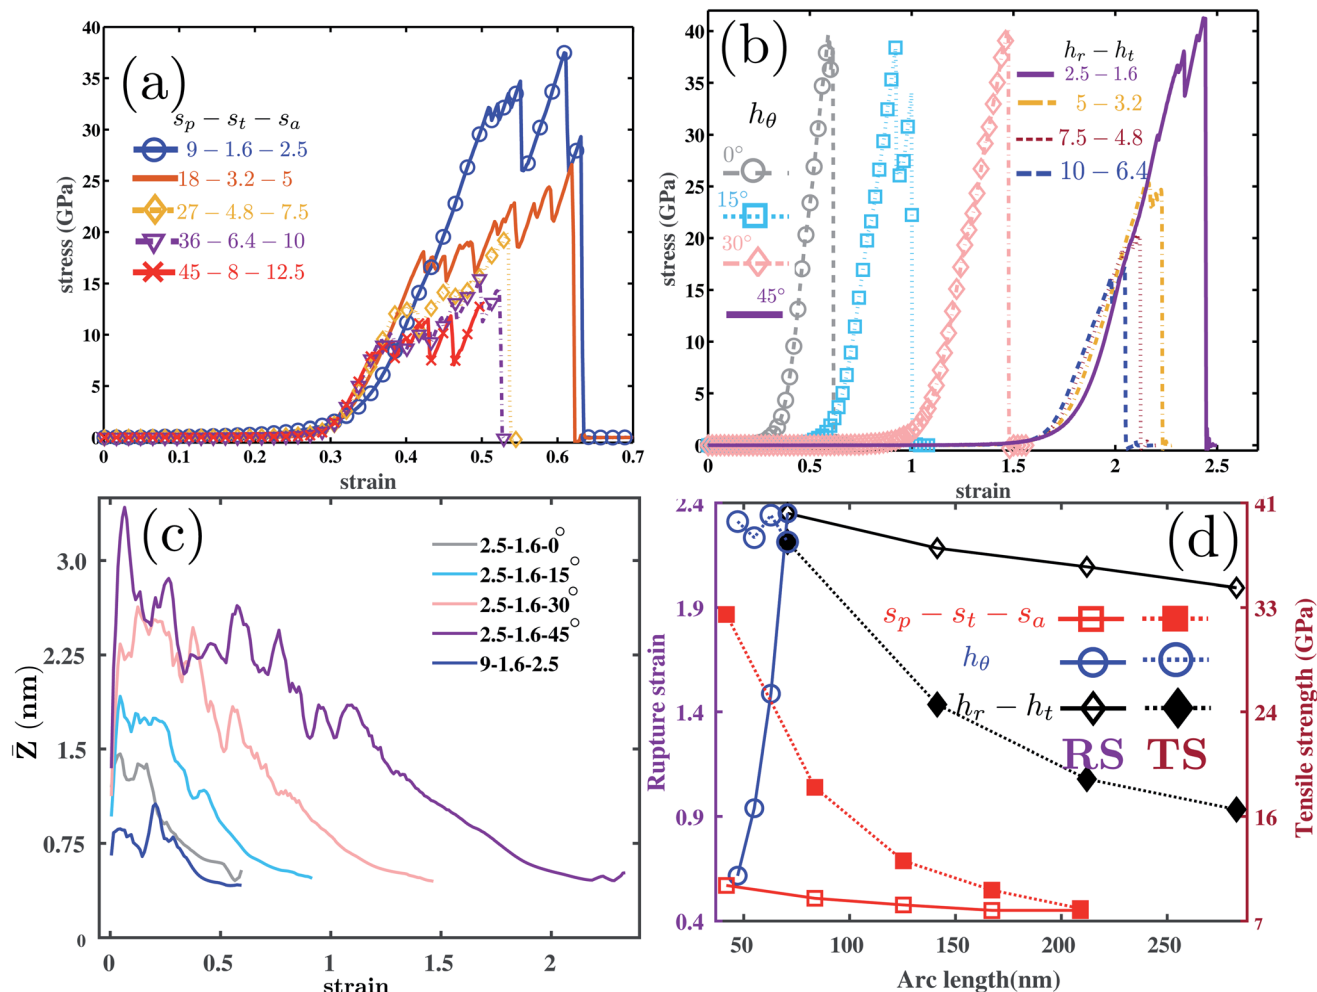 (a)
s_p − s_t − s_a
9 − 1.6 − 2.5
18 − 3.2 − 5
27 − 4.8 − 7.5
36 − 6.4 − 10
45 − 8 − 12.5
40
35
30
25
20
15
10
5
0
stress (GPa)
0 0.1 0.2 0.3 0.4 0.5 0.6 0.7
strain
(b)
h_θ
0°
15°
30°
45°
h_r − h_t
2.5 − 1.6
5 − 3.2
7.5 − 4.8
10 − 6.4
40
35
30
25
20
15
10
5
0
stress (GPa)
0 0.5 1 1.5 2 2.5
strain
(c)
2.5-1.6-0°
2.5-1.6-15°
2.5-1.6-30°
2.5-1.6-45°
9-1.6-2.5
3.0
2.25
1.5
0.75
0
Z̄ (nm)
0 0.5 1 1.5 2
strain
(d)
s_p − s_t − s_a
h_θ
h_r − h_t
RS TS
2.4
1.9
1.4
0.9
0.4
Rupture strain
41
33
24
16
7
Tensile strength (GPa)
50 100 150 200 250
Arc length(nm)